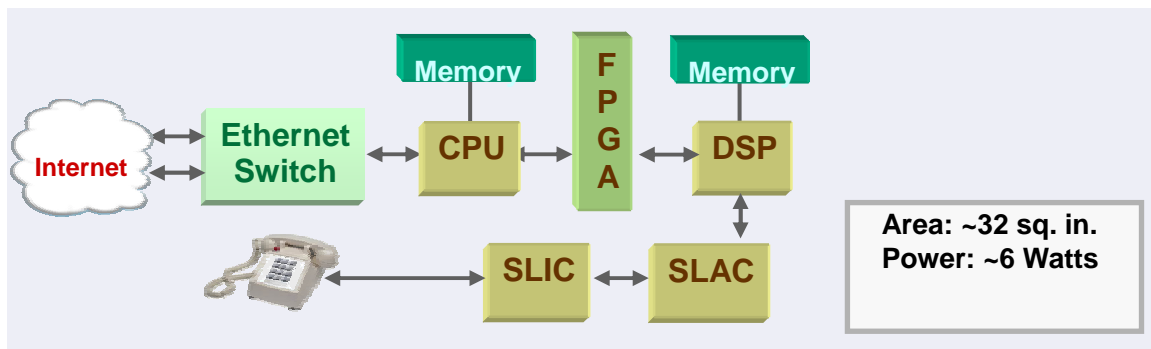 Memory
F
P
G
A
Memory
Internet
Ethernet
Switch
CPU
DSP
SLIC
SLAC
Area: ~32 sq. in.
Power: ~6 Watts